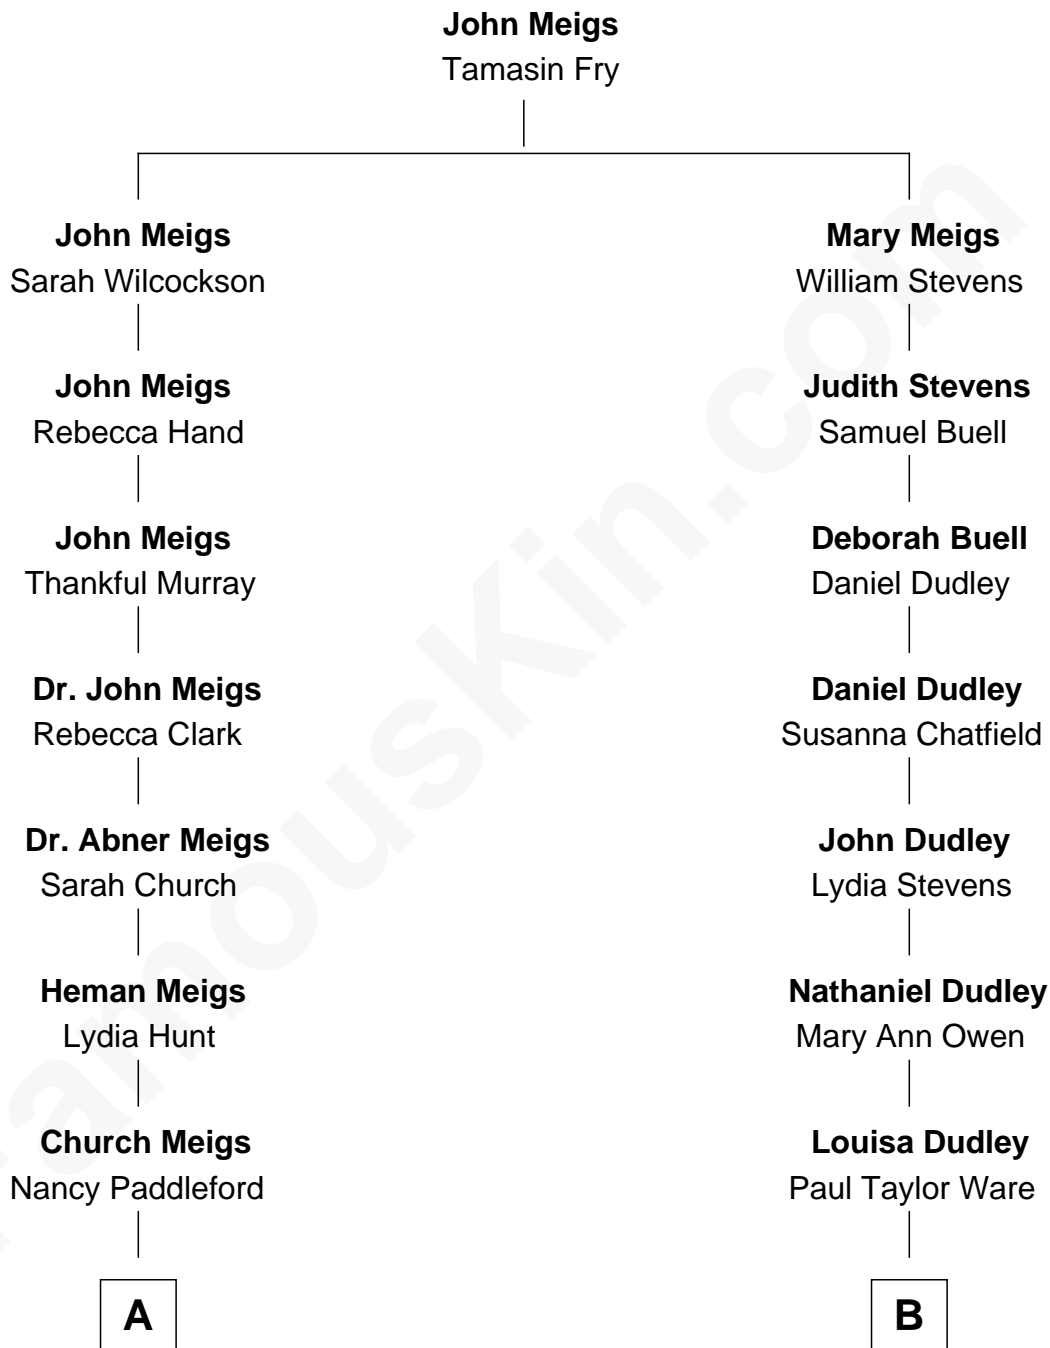 John Meigs
Tamasin Fry
John Meigs
Sarah Wilcockson
Mary Meigs
William Stevens
John Meigs
Rebecca Hand
Judith Stevens
Samuel Buell
John Meigs
Thankful Murray
Deborah Buell
Daniel Dudley
Dr. John Meigs
Rebecca Clark
Daniel Dudley
Susanna Chatfield
Dr. Abner Meigs
Sarah Church
John Dudley
Lydia Stevens
Heman Meigs
Lydia Hunt
Nathaniel Dudley
Mary Ann Owen
Church Meigs
Nancy Paddleford
Louisa Dudley
Paul Taylor Ware
A
B
FamousKin.com